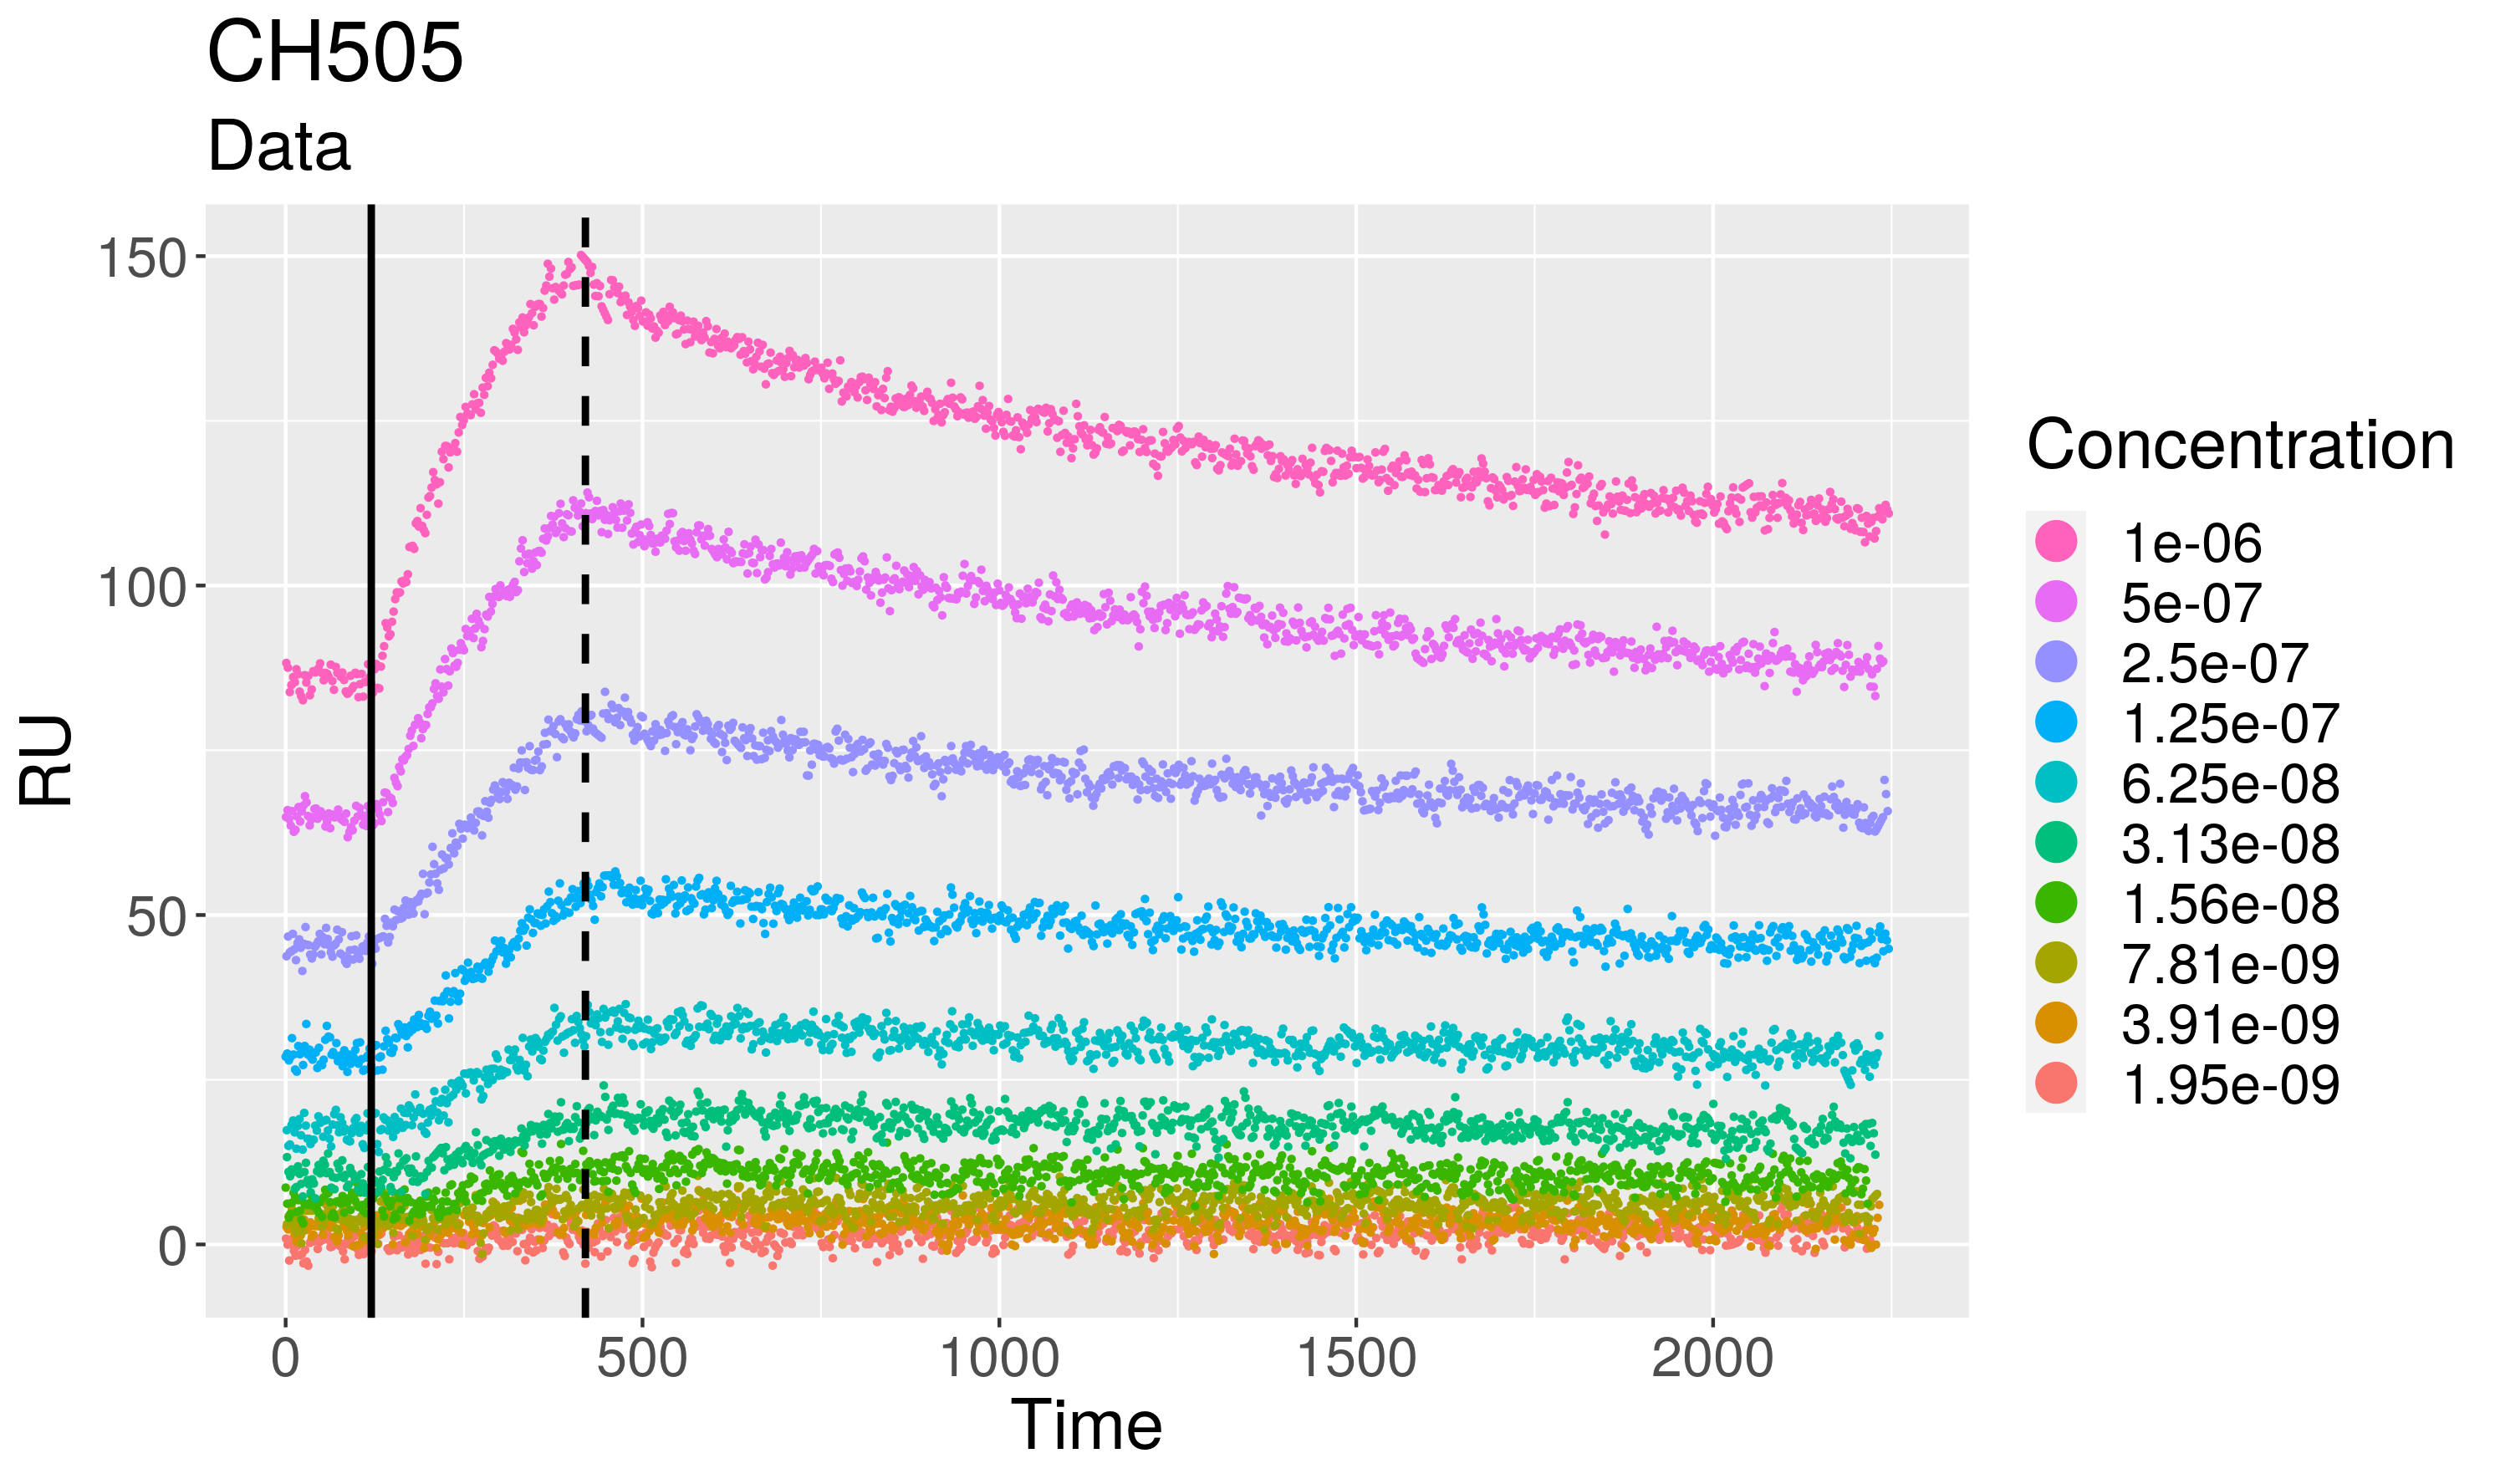 CH505
Data
150
100
50
0
RU
0 500 1000 1500 2000
Time
Concentration
1e-06
5e-07
2.5e-07
1.25e-07
6.25e-08
3.13e-08
1.56e-08
7.81e-09
3.91e-09
1.95e-09